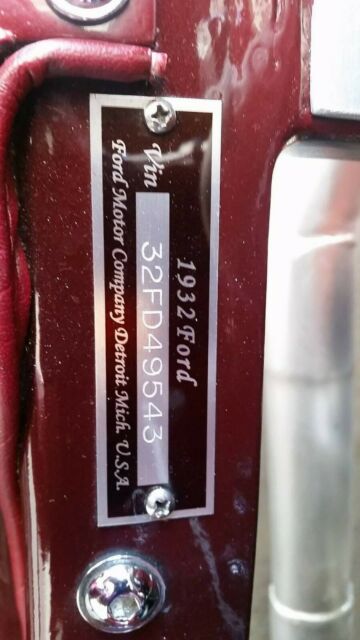 1932 Ford
Vin 32FD49543
Ford Motor Company Detroit Mich. U.S.A.